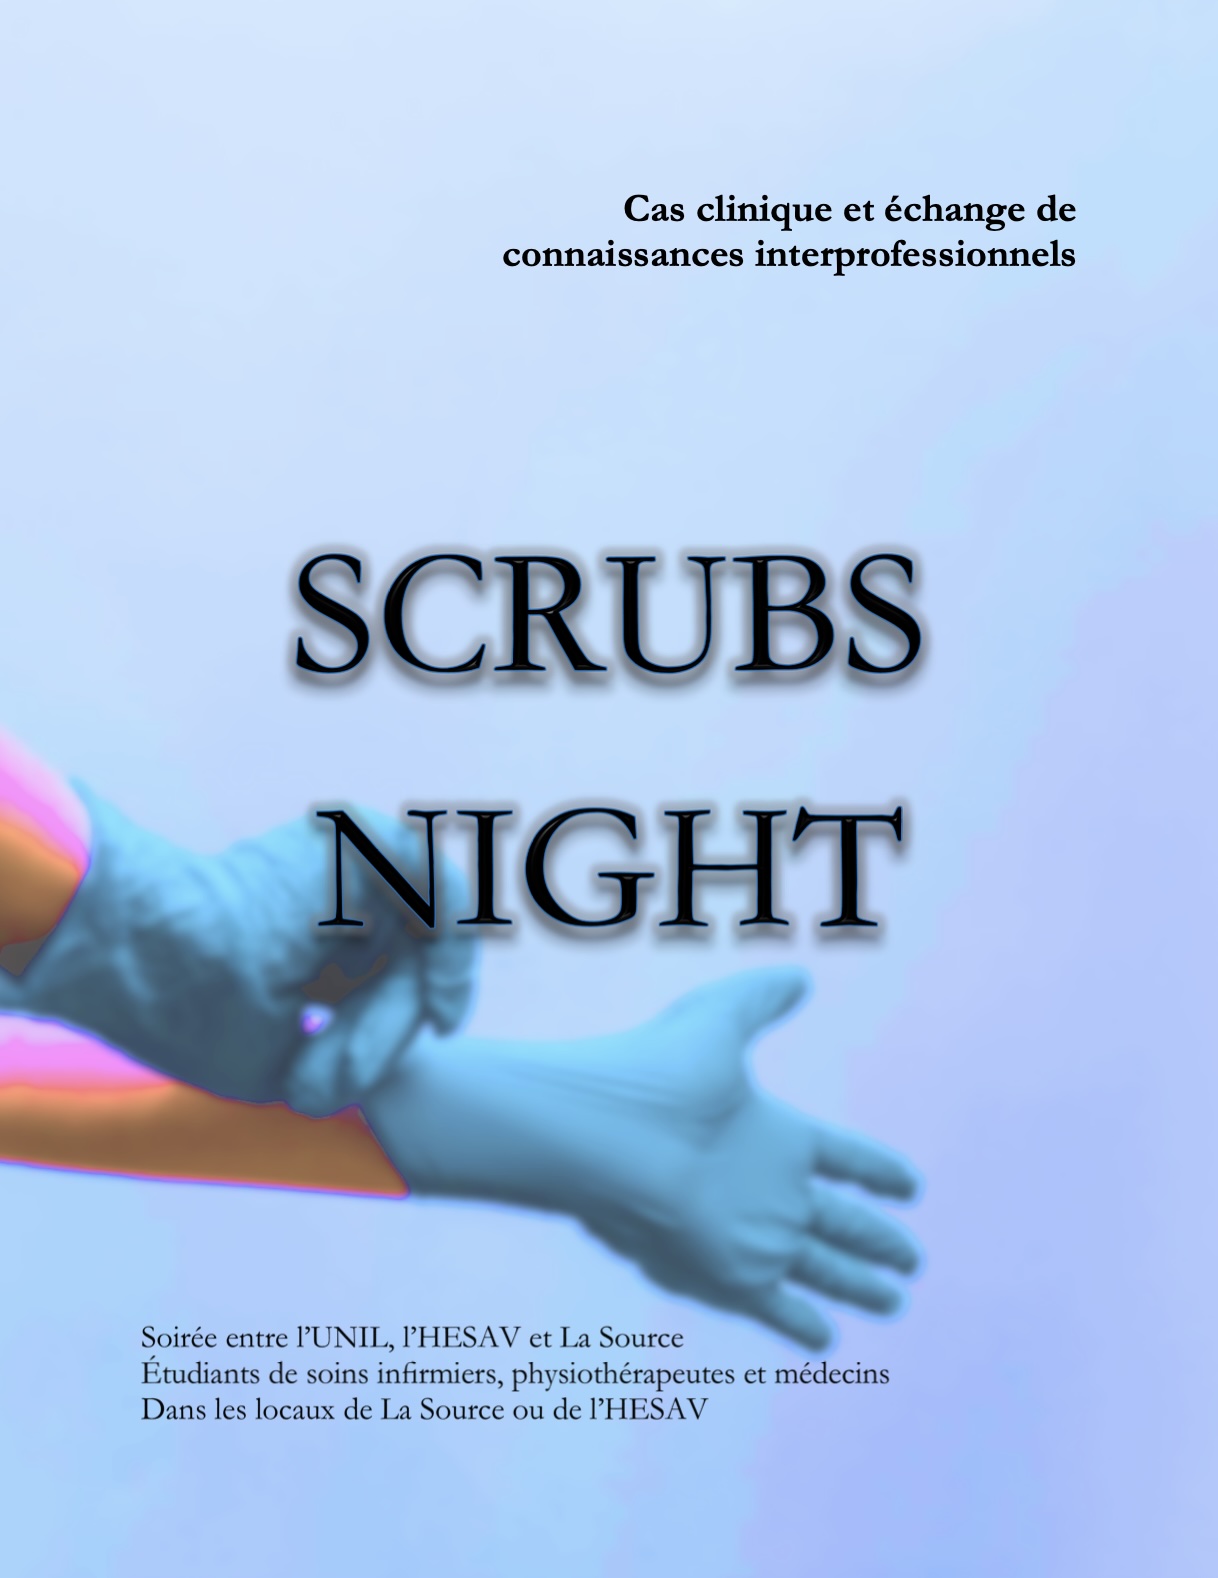 Cas clinique et échange de
connaissances interprofessionnels
SCRUBS
NIGHT
Soirée entre l’UNIL, l’HESAV et La Source
Étudiants de soins infirmiers, physiothérapeutes et médecins
Dans les locaux de La Source ou de l’HESAV